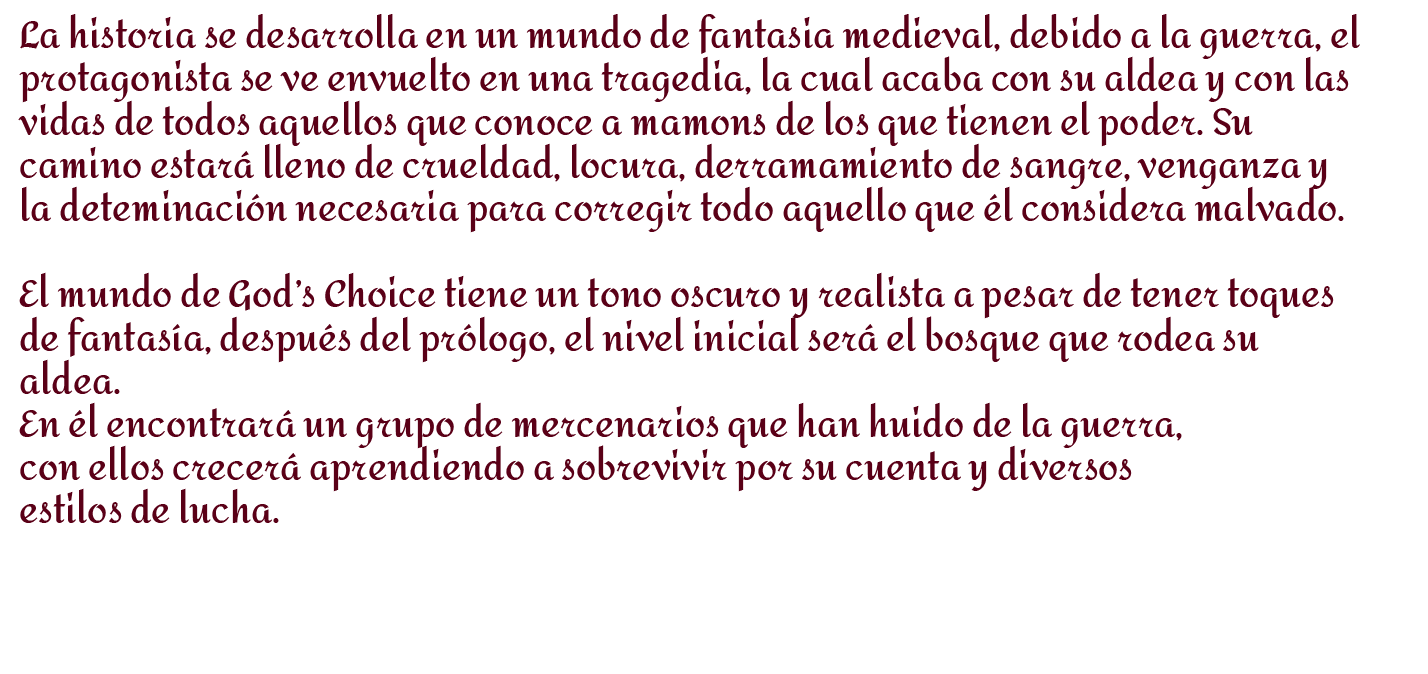 La historia se desarrolla en un mundo de fantasia medieval, debido a la guerra, el
protagonista se ve envuelto en una tragedia, la cual acaba con su aldea y con las
vidas de todos aquellos que conoce a mamons de los que tienen el poder. Su
camino estará lleno de crueldad, locura, derramamiento de sangre, venganza y
la deteminación necesaria para corregir todo aquello que él considera malvado.
El mundo de God's Choice tiene un tono oscuro y realista a pesar de tener toques
de fantasía, después del prólogo, el nivel inicial será el bosque que rodea su
aldea.
En él encontrará un grupo de mercenarios que han huido de la guerra,
con ellos crecerá aprendiendo a sobrevivir por su cuenta y diversos
estilos de lucha.